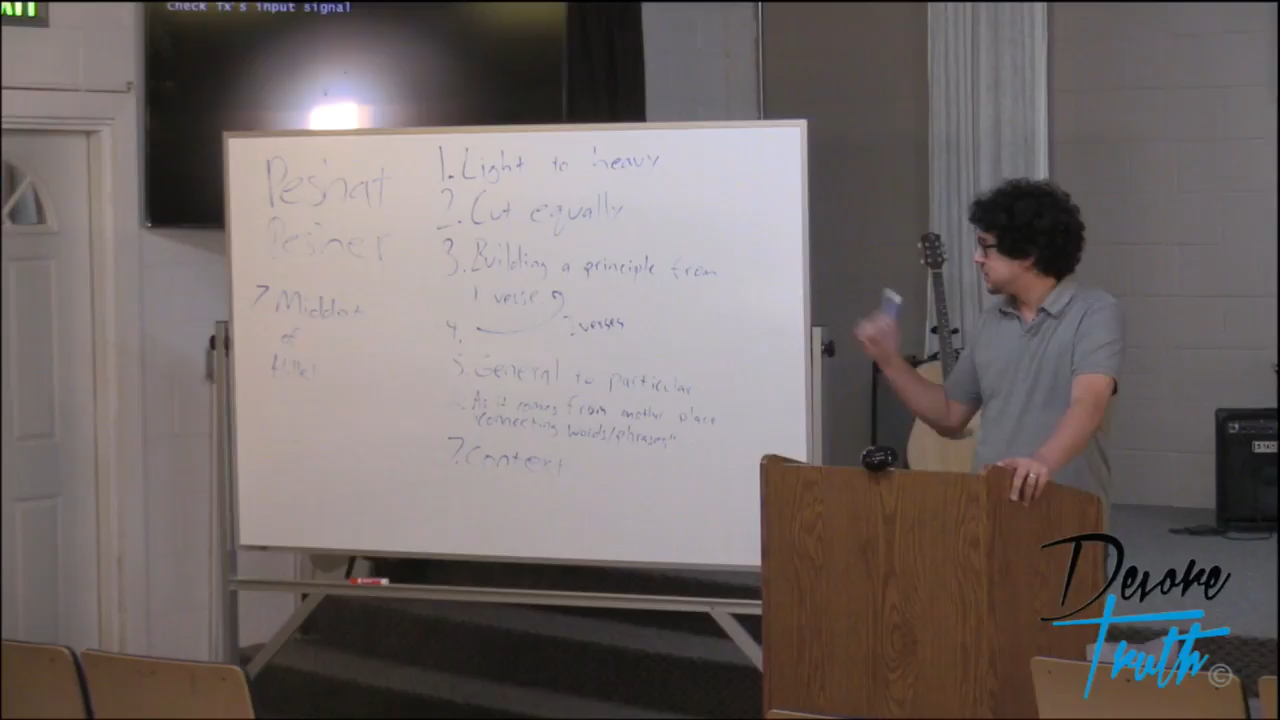 Check Tx's input signal
Peshat
Pesher
7 Middot
of
Hillel
1. Light to heavy
2. Cut equally
3. Building a principle from
1 verse
4. 2 verses
5. General to particular
As it comes from another place
"connecting words/phrases"
7. Context
Devore
Truth
©